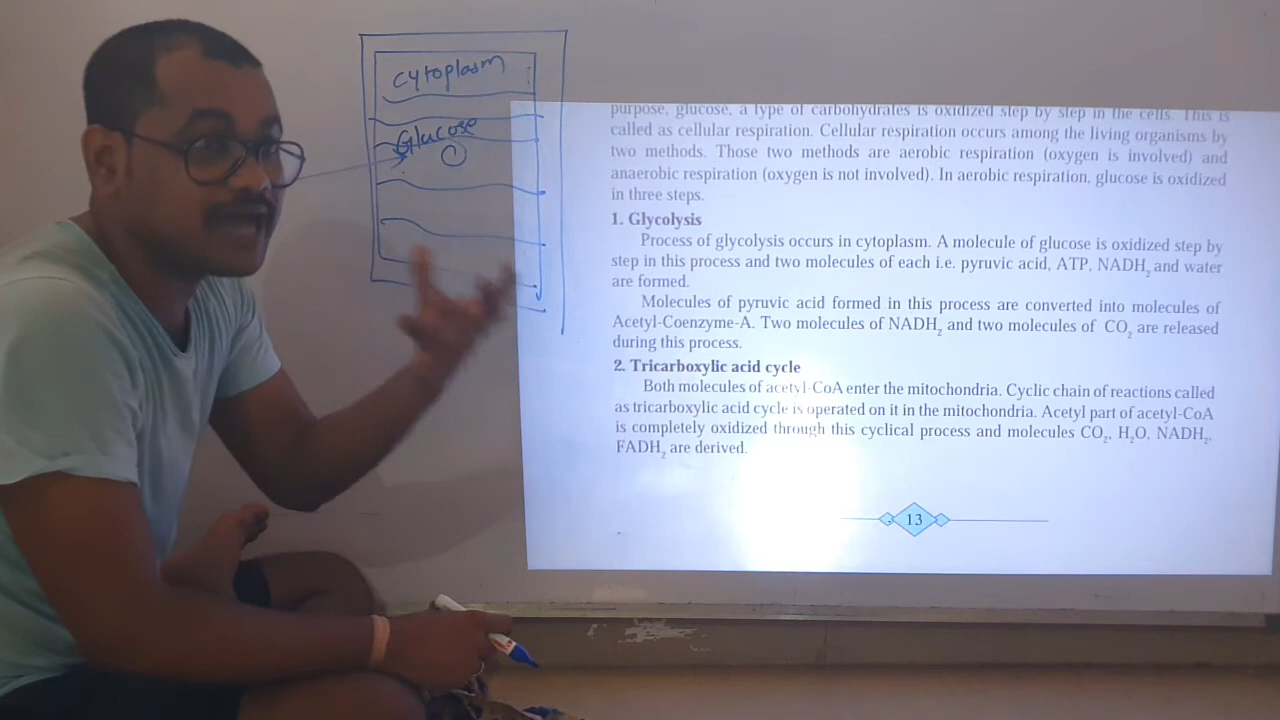 cytoplasm
Glucose
purpose, glucose, a type of carbohydrates is oxidized step by step in the cells. This is
called as cellular respiration. Cellular respiration occurs among the living organisms by
two methods. Those two methods are aerobic respiration (oxygen is involved) and
anaerobic respiration (oxygen is not involved). In aerobic respiration, glucose is oxidized
in three steps.
1. Glycolysis
Process of glycolysis occurs in cytoplasm. A molecule of glucose is oxidized step by
step in this process and two molecules of each i.e. pyruvic acid, ATP, NADH₂ and water
are formed.
Molecules of pyruvic acid formed in this process are converted into molecules of
Acetyl-Coenzyme-A. Two molecules of NADH₂ and two molecules of CO₂ are released
during this process.
2. Tricarboxylic acid cycle
Both molecules of acetyl-CoA enter the mitochondria. Cyclic chain of reactions called
as tricarboxylic acid cycle is operated on it in the mitochondria. Acetyl part of acetyl-CoA
is completely oxidized through this cyclical process and molecules CO₂, H₂O, NADH₂,
FADH₂ are derived.
13